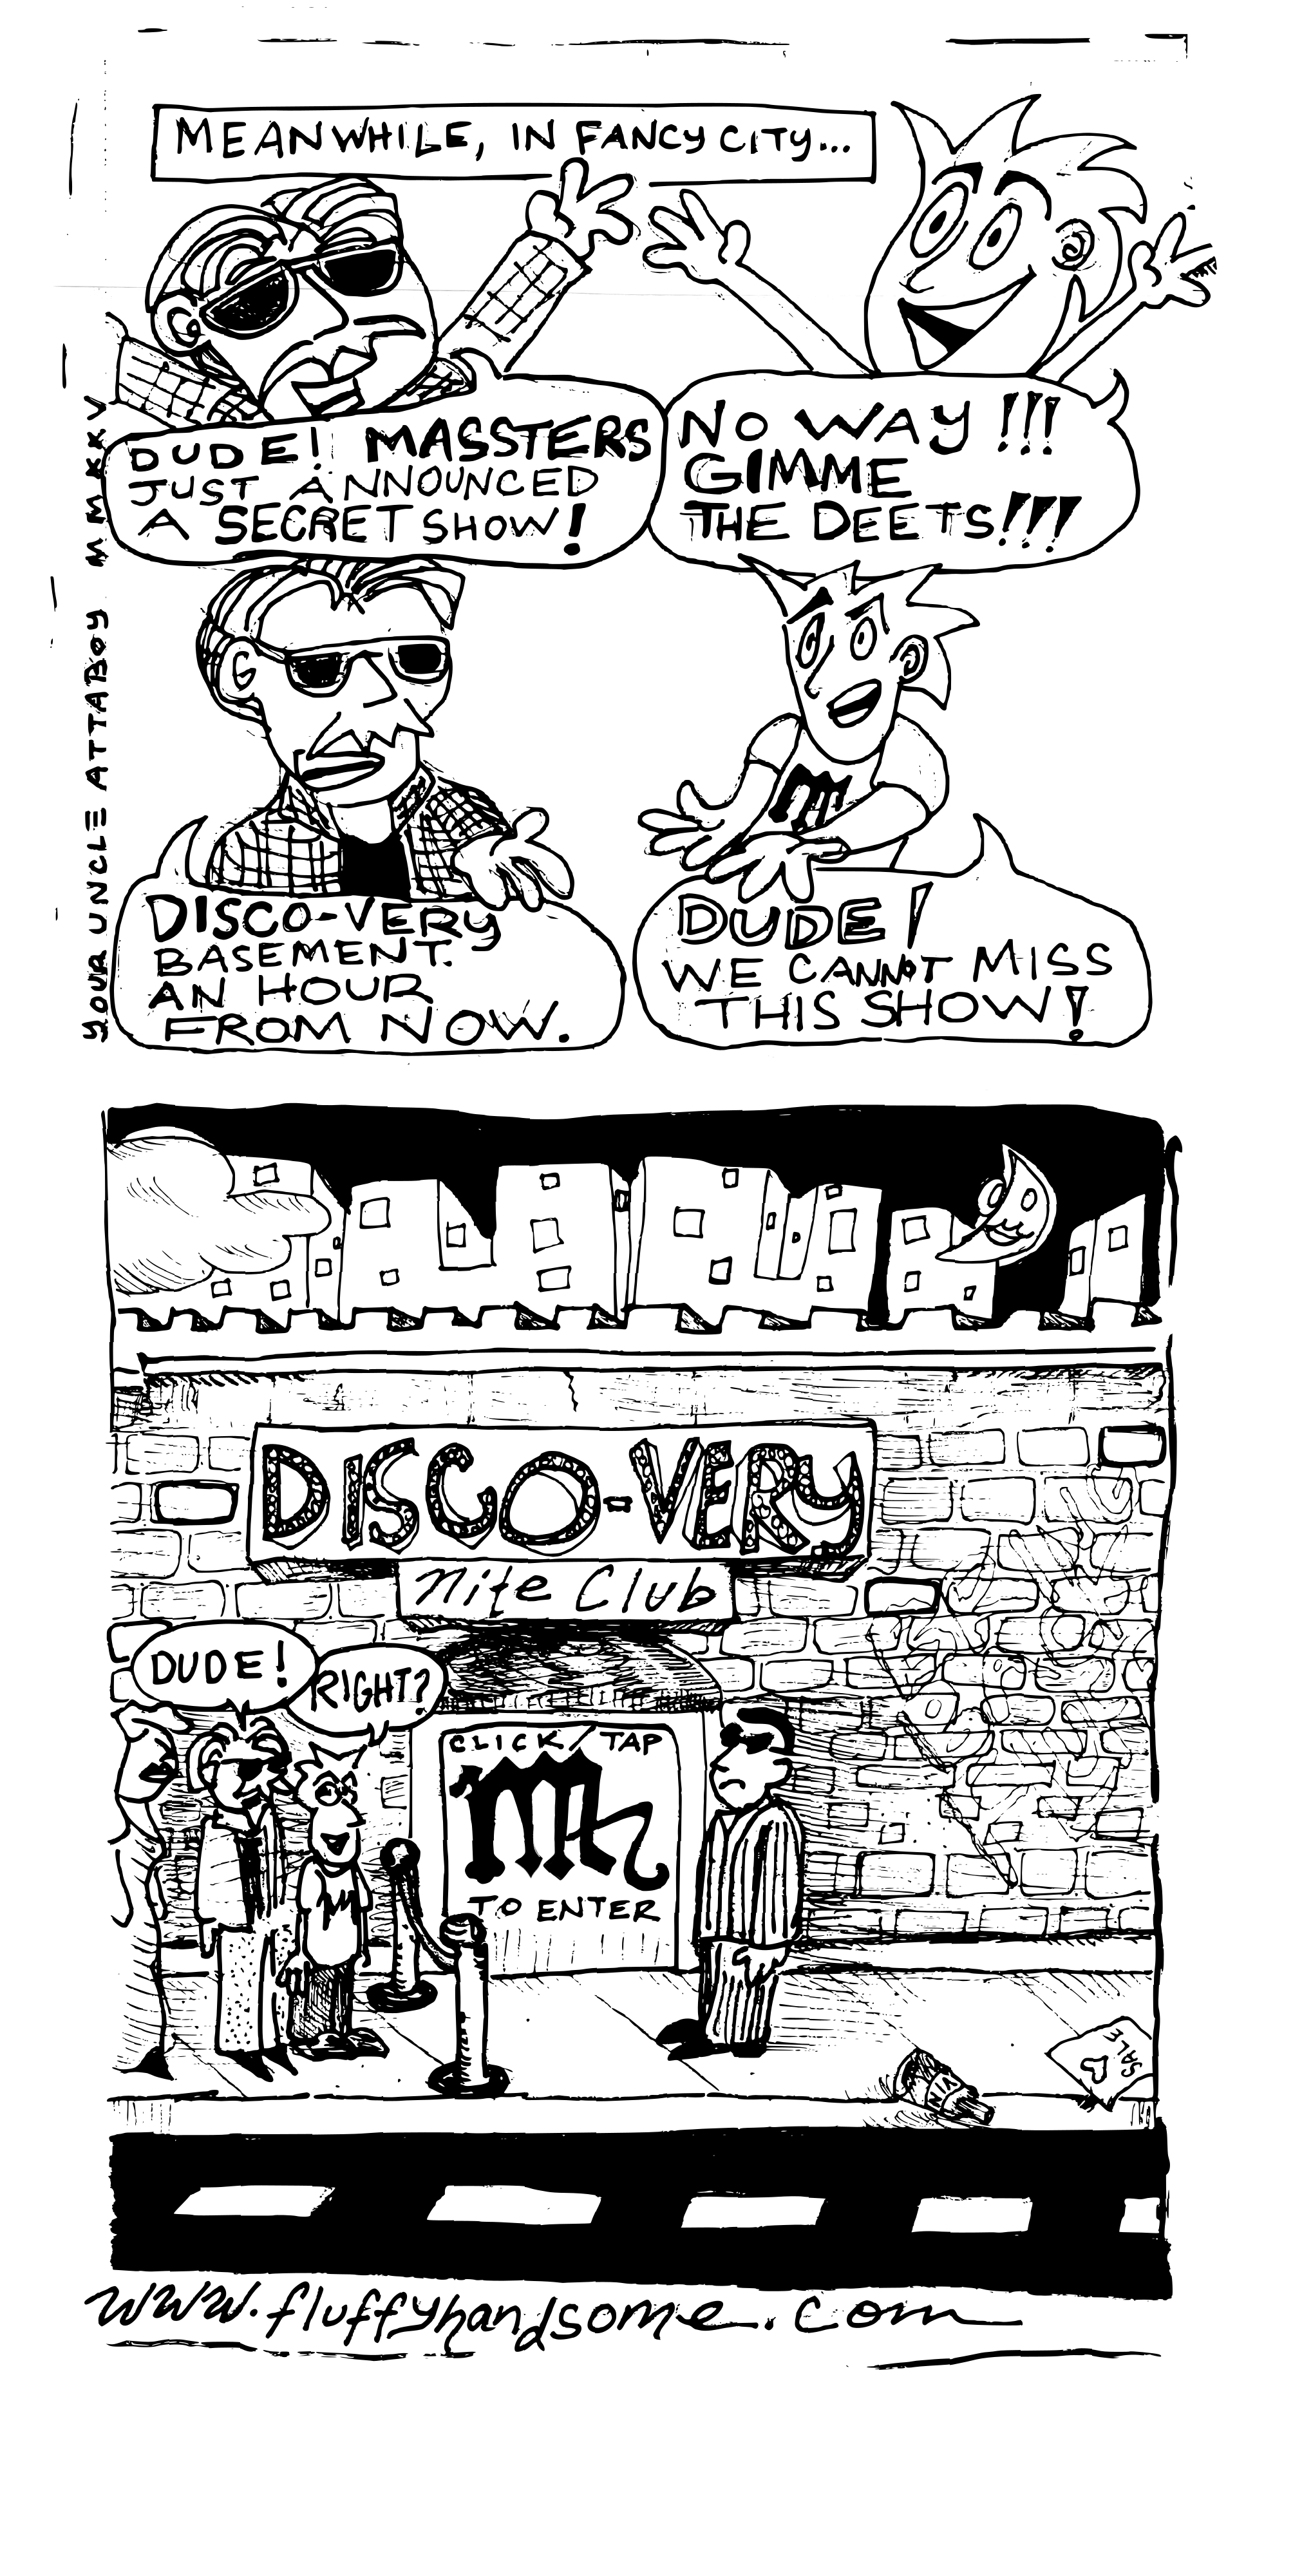 MEANWHILE, IN FANCY CITY...
DUDE! MASSTERS
JUST ANNOUNCED
A SECRET SHOW!
NO WAY!!!
GIMME
THE DEETS!!!
YOUR UNCLE ATTABOY MMXXV
DISCO-VERY
BASEMENT.
AN HOUR
FROM NOW.
DUDE!
WE CANNOT MISS
THIS SHOW!
DISCO-VERY
Nite Club
DUDE!
RIGHT?
CLICK/TAP
TO ENTER
SALE
www.fluffyhandsome.com